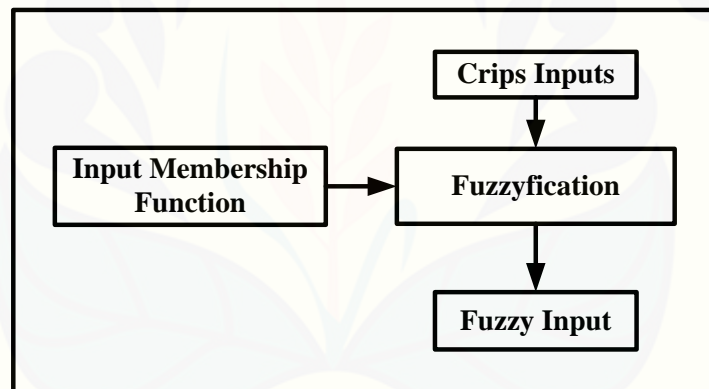 Crips Inputs
Input Membership
Function
Fuzzyfication
Fuzzy Input